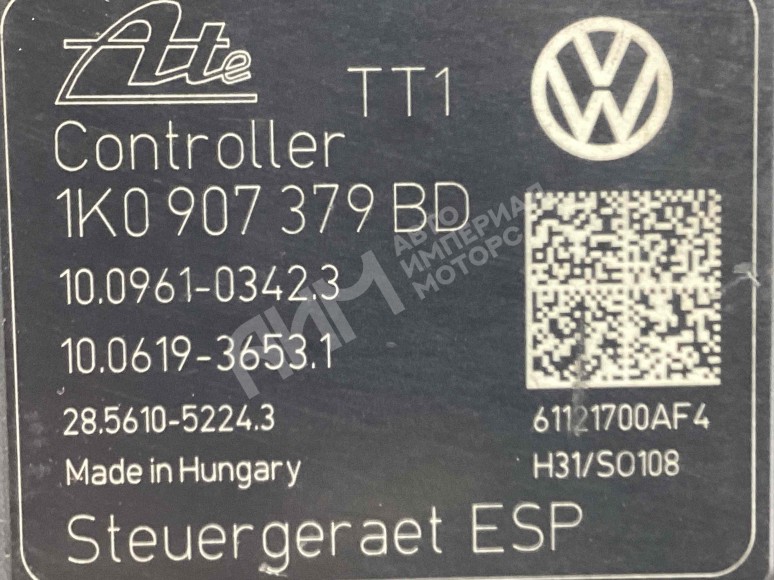 Ate
TT1
Controller
1K0 907 379 BD
10.0961-0342.3
10.0619-3653.1
28.5610-5224.3
61121700AF4
Made in Hungary
H31/S0108
Steuergeraet ESP
АИМ
АВТО
ИМПЕРИАЛ
МОТОРС